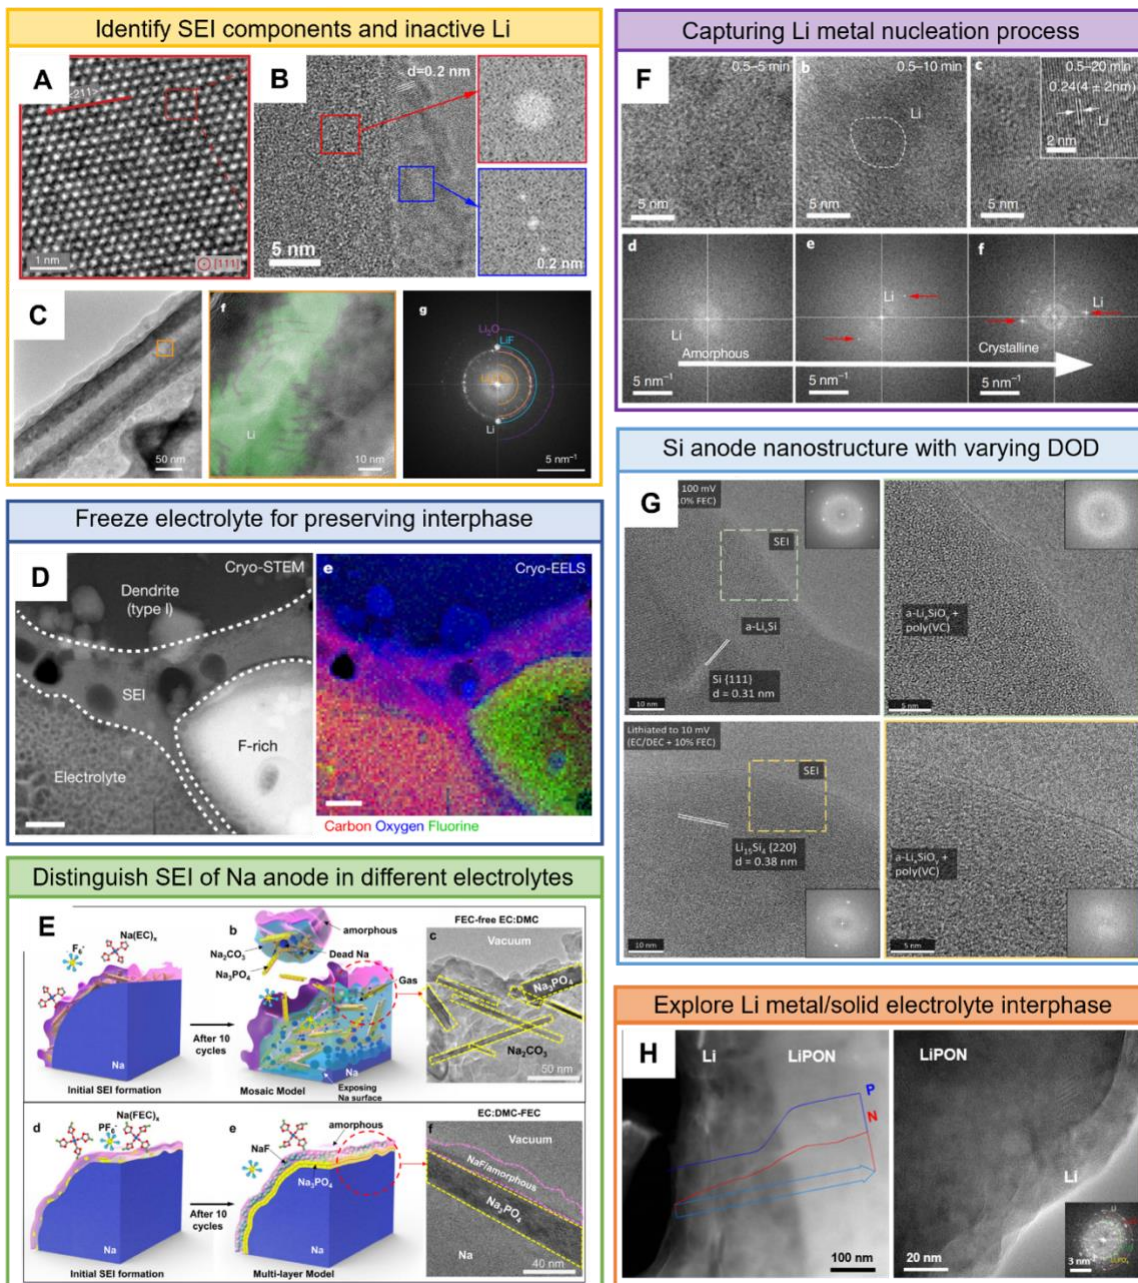 Identify SEI components and inactive Li
A
<211>
1 nm
[111]
B
d=0.2 nm
5 nm
0.2 nm
C
50 nm
f
Li
10 nm
g
Li2O
LiF
Li
5 nm⁻¹
Freeze electrolyte for preserving interphase
D
Cryo-STEM
Dendrite
(type I)
SEI
F-rich
Electrolyte
e
Cryo-EELS
Carbon Oxygen Fluorine
Distinguish SEI of Na anode in different electrolytes
E
F6-
Na(EC)x
Na
Initial SEI formation
After 10
cycles
b
amorphous
Na2CO3
Dead Na
Na3PO4
Gas
Na
Mosaic Model
Exposing
Na surface
FEC-free EC:DMC
c
Vacuum
Na3PO4
Na2CO3
50 nm
d
Na(FEC)x
PF6-
Na
Initial SEI formation
After 10
cycles
e
amorphous
NaF
Na3PO4
Na
Multi-layer Model
EC:DMC-FEC
f
Vacuum
NaF/amorphous
Na3PO4
Na
40 nm
Capturing Li metal nucleation process
F
0.5–5 min
5 nm
b
0.5–10 min
Li
5 nm
c
0.5–20 min
0.24(4 ± 2nm)
Li
2 nm
5 nm
d
Li
Amorphous
5 nm⁻¹
e
Li
5 nm⁻¹
f
Li
Crystalline
5 nm⁻¹
Si anode nanostructure with varying DOD
G
100 mV
10% FEC)
SEI
a-LixSi
Si {111}
d = 0.31 nm
10 nm
a-LixSiOy +
poly(VC)
5 nm
Lithiated to 10 mV
(EC/DEC + 10% FEC)
SEI
Li15Si4 {220}
d = 0.38 nm
10 nm
a-LixSiOy +
poly(VC)
5 nm
Explore Li metal/solid electrolyte interphase
H
Li
LiPON
P
N
100 nm
LiPON
Li
20 nm
Li
3 nm⁻¹